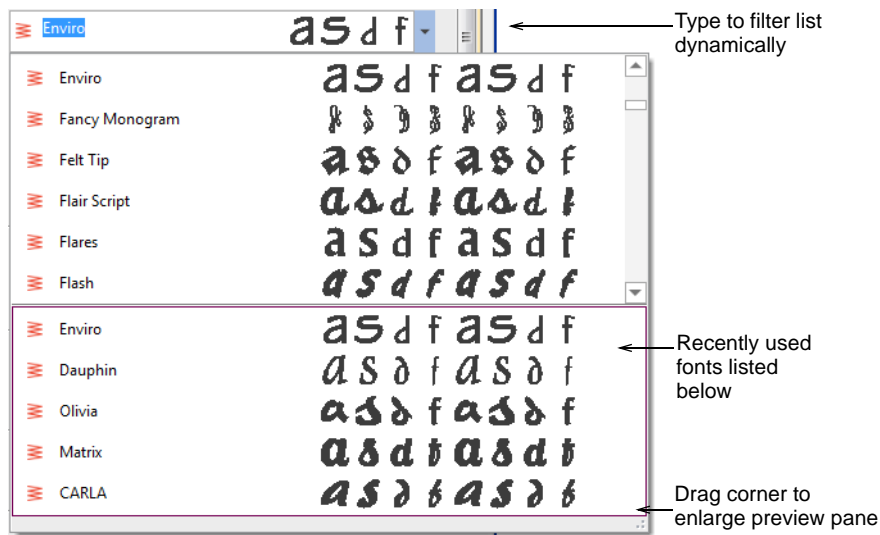 Enviro asdf
Type to filter list
dynamically
Enviro asdfasdf
Fancy Monogram asdfasdf
Felt Tip asdfasdf
Flair Script asdfasdf
Flares asdfasdf
Flash asdfasdf
Enviro asdfasdf
Dauphin asdfasdf
Olivia asdfasdf
Matrix asdfasdf
CARLA asdfasdf
Recently used
fonts listed
below
Drag corner to
enlarge preview pane